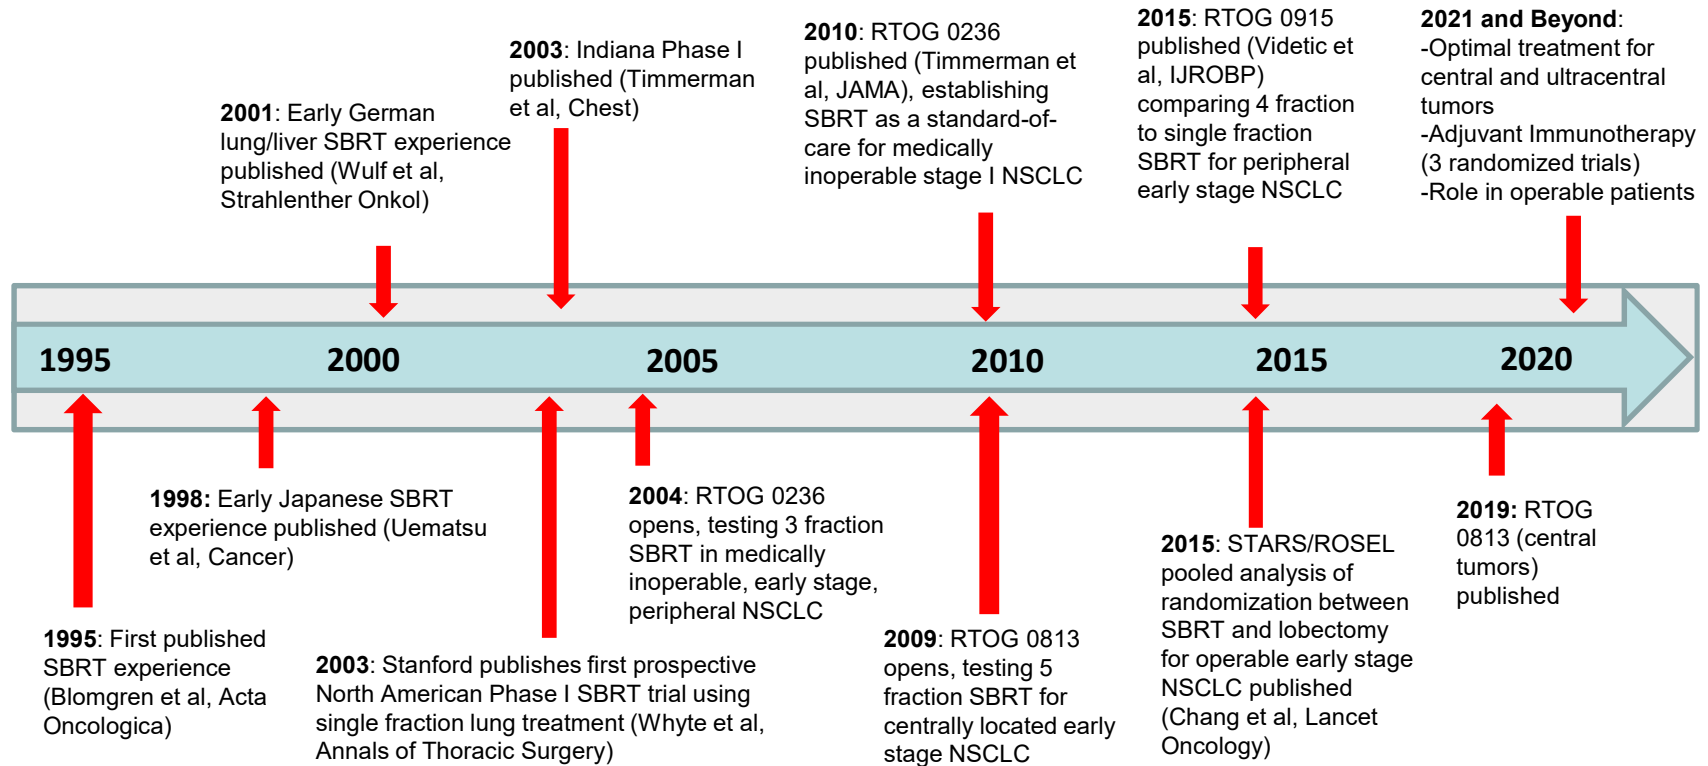 2001: Early German
lung/liver SBRT experience
published (Wulf et al,
Strahlenther Onkol)
2003: Indiana Phase I
published (Timmerman
et al, Chest)
2010: RTOG 0236
published (Timmerman et
al, JAMA), establishing
SBRT as a standard-of-
care for medically
inoperable stage I NSCLC
2015: RTOG 0915
published (Videtic et
al, IJROBP)
comparing 4 fraction
to single fraction
SBRT for peripheral
early stage NSCLC
2021 and Beyond:
-Optimal treatment for
central and ultracentral
tumors
-Adjuvant Immunotherapy
(3 randomized trials)
-Role in operable patients
1995 2000 2005 2010 2015 2020
1995: First published
SBRT experience
(Blomgren et al, Acta
Oncologica)
1998: Early Japanese SBRT
experience published (Uematsu
et al, Cancer)
2003: Stanford publishes first prospective
North American Phase I SBRT trial using
single fraction lung treatment (Whyte et al,
Annals of Thoracic Surgery)
2004: RTOG 0236
opens, testing 3 fraction
SBRT in medically
inoperable, early stage,
peripheral NSCLC
2009: RTOG 0813
opens, testing 5
fraction SBRT for
centrally located early
stage NSCLC
2015: STARS/ROSEL
pooled analysis of
randomization between
SBRT and lobectomy
for operable early stage
NSCLC published
(Chang et al, Lancet
Oncology)
2019: RTOG
0813 (central
tumors)
published